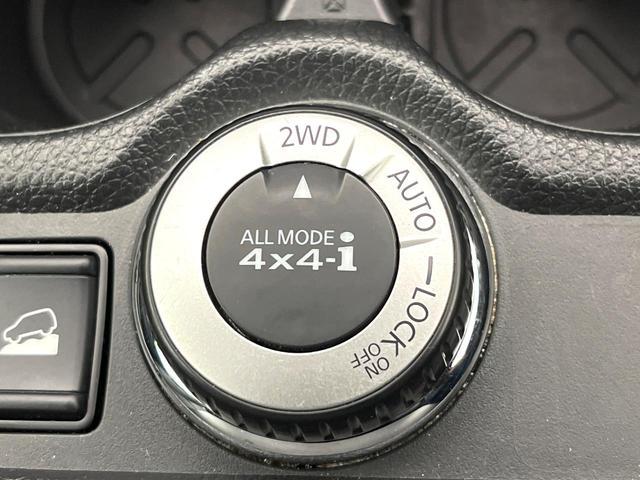 2WD
AUTO
LOCK
ON
OFF
ALL MODE
4x4-i